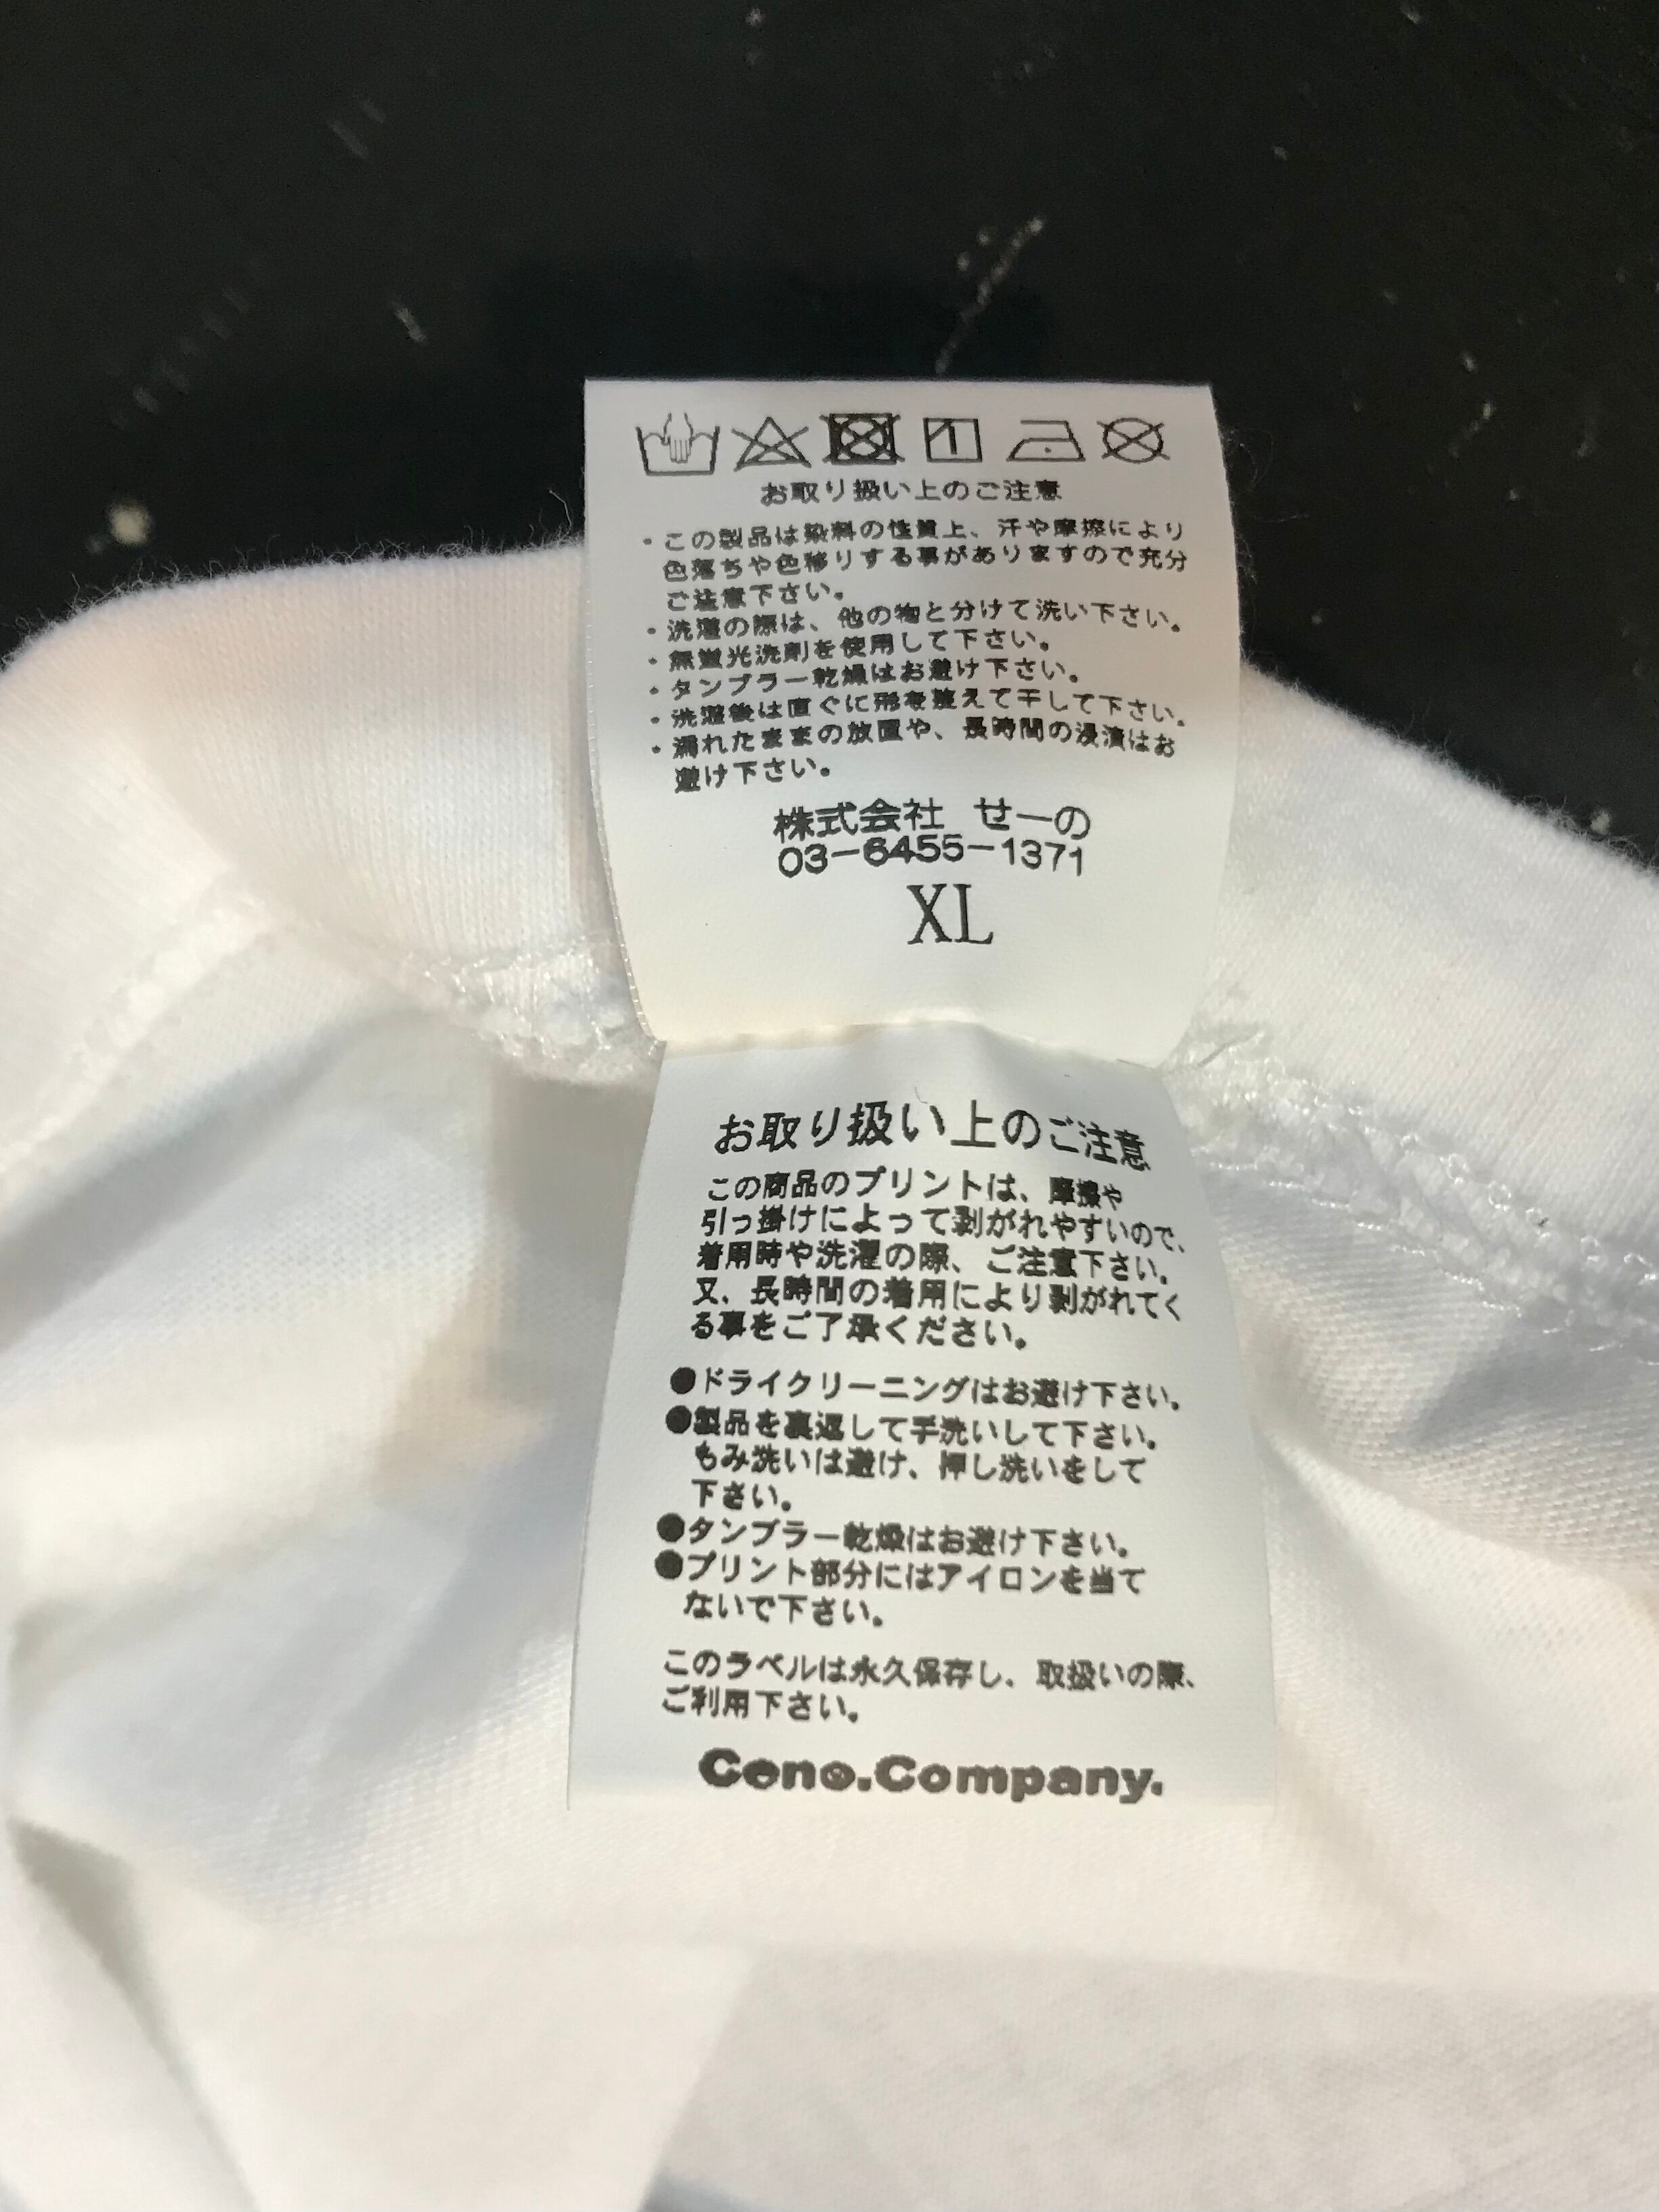 お取り扱い上のご注意
・この製品は染料の性質上、汗や摩擦により
色落ちや色移りする事がありますので充分
ご注意下さい。
・洗濯の際は、他の物と分けて洗い下さい。
・無蛍光洗剤を使用して下さい。
・タンブラー乾燥はお避け下さい。
・洗濯後は直ぐに形を整えて干して下さい。
・濡れたままの放置や、長時間の浸漬はお
避け下さい。
株式会社 せーの
03-6455-1371
XL
お取り扱い上のご注意
この商品のプリントは、摩擦や
引っ掛けによって剥がれやすいので、
着用時や洗濯の際、ご注意下さい。
又、長時間の着用により剥がれてく
る事をご了承ください。
●ドライクリーニングはお避け下さい。
●製品を裏返して手洗いして下さい。
もみ洗いは避け、押し洗いをして
下さい。
●タンブラー乾燥はお避け下さい。
●プリント部分にはアイロンを当て
ないで下さい。
このラベルは永久保存し、取扱いの際、
ご利用下さい。
Ceno.Company.